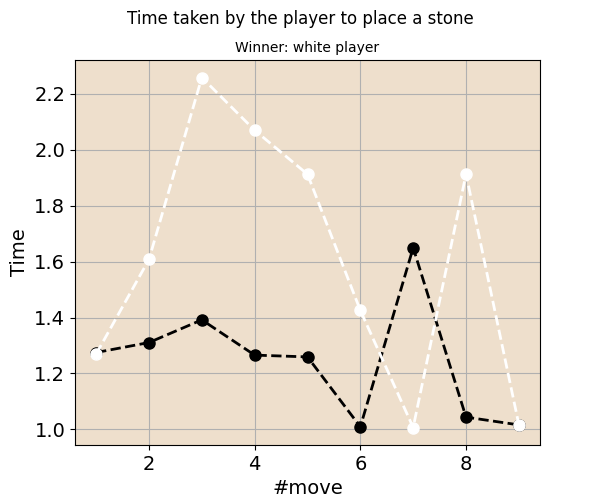 Time taken by the player to place a stone
Winner: white player
2.2
2.0
1.8
1.6
1.4
1.2
1.0
Time
2 4 6 8
#move